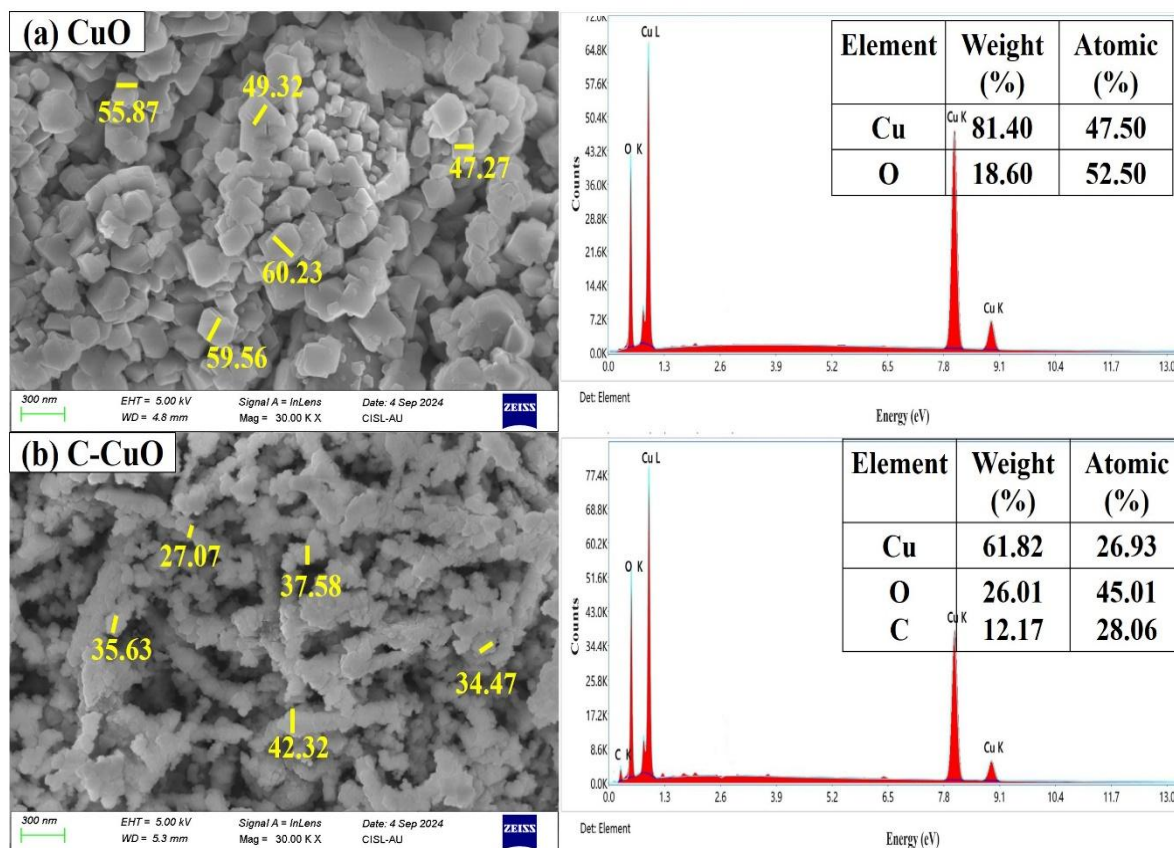 (a) CuO
55.87
49.32
47.27
60.23
59.56
300 nm
EHT = 5.00 kV
WD = 4.8 mm
Signal A = InLens
Mag = 30.00 K X
Date: 4 Sep 2024
CISL-AU
ZEISS
72.0K
64.8K
57.6K
50.4K
43.2K
36.0K
28.8K
21.6K
14.4K
7.2K
0.0K
Counts
O K
Cu L
Cu K
Cu K
0.0 1.3 2.6 3.9 5.2 6.5 7.8 9.1 10.4 11.7 13.0
Det: Element
Energy (eV)
Element Weight (%) Atomic (%)
Cu 81.40 47.50
O 18.60 52.50
(b) C-CuO
27.07
37.58
35.63
34.47
42.32
300 nm
EHT = 5.00 kV
WD = 5.3 mm
Signal A = InLens
Mag = 30.00 K X
Date: 4 Sep 2024
CISL-AU
ZEISS
77.4K
68.8K
60.2K
51.6K
43.0K
34.4K
25.8K
17.2K
8.6K
0.0K
Counts
C K
O K
Cu L
Cu K
Cu K
0.0 1.3 2.6 3.9 5.2 6.5 7.8 9.1 10.4 11.7 13.0
Det: Element
Energy (eV)
Element Weight (%) Atomic (%)
Cu 61.82 26.93
O 26.01 45.01
C 12.17 28.06